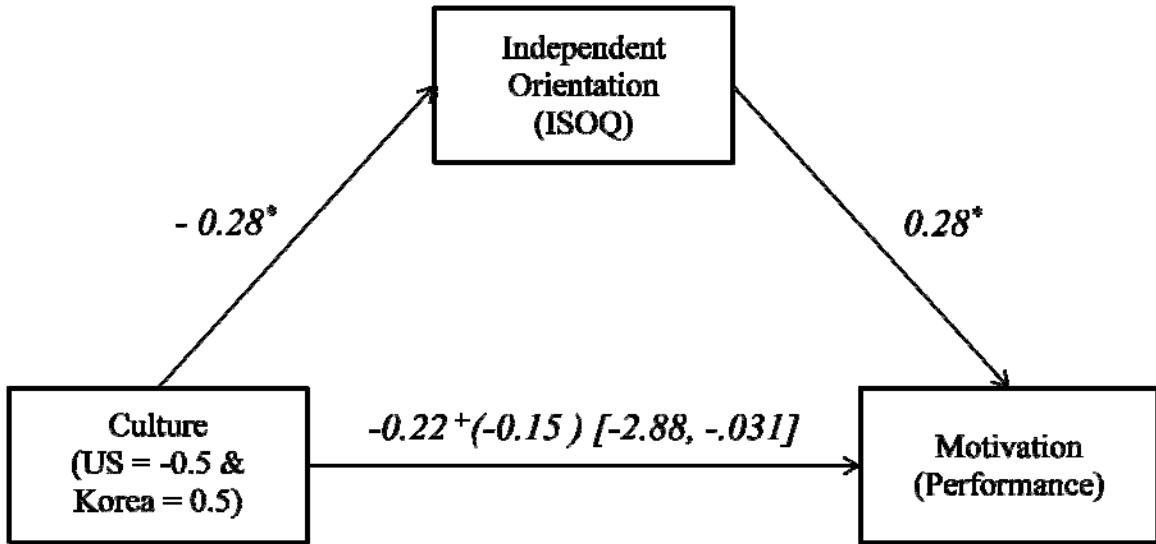 Independent
Orientation
(ISOQ)
- 0.28*
0.28*
Culture
(US = -0.5 &
Korea = 0.5)
-0.22 +(-0.15 ) [-2.88, -.031]
Motivation
(Performance)